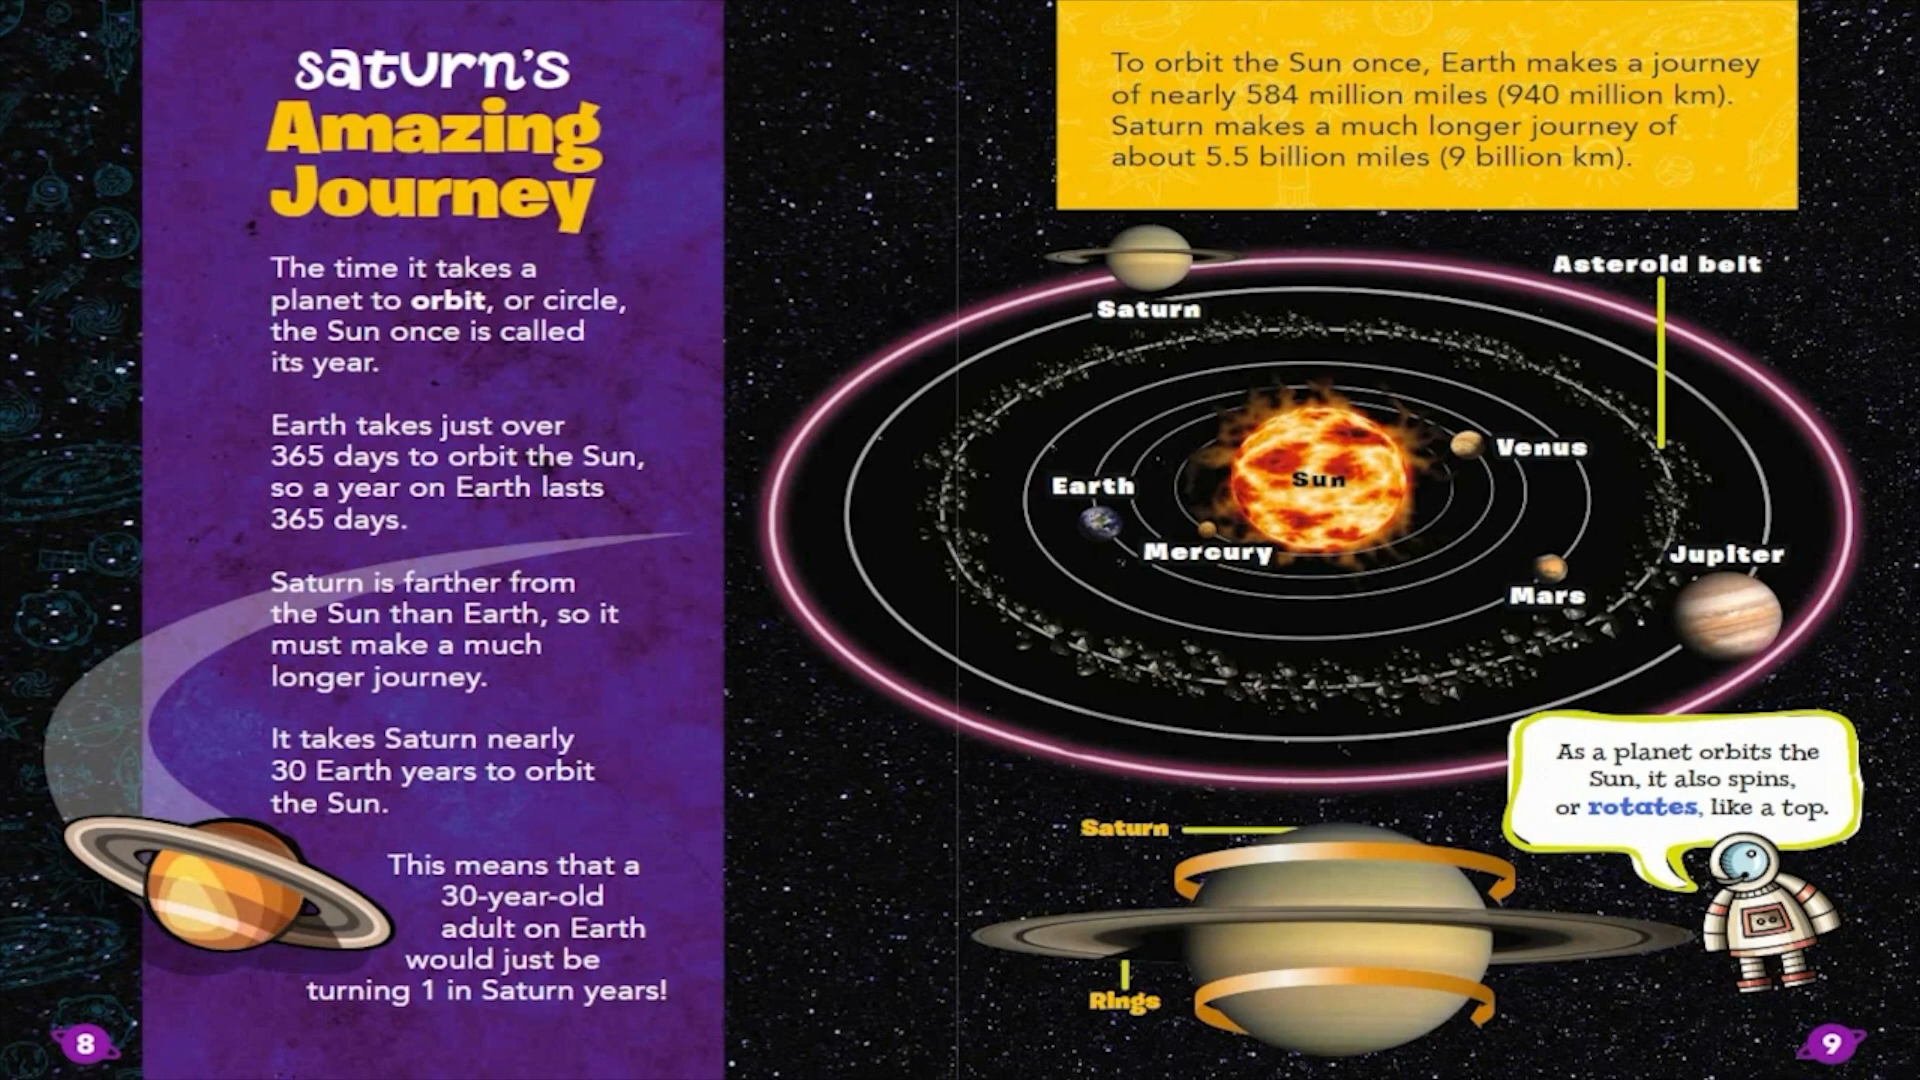 saturn's
Amazing
Journey
The time it takes a
planet to orbit, or circle,
the Sun once is called
its year.
Earth takes just over
365 days to orbit the Sun,
so a year on Earth lasts
365 days.
Saturn is farther from
the Sun than Earth, so it
must make a much
longer journey.
It takes Saturn nearly
30 Earth years to orbit
the Sun.
This means that a
30-year-old
adult on Earth
would just be
turning 1 in Saturn years!
8
To orbit the Sun once, Earth makes a journey
of nearly 584 million miles (940 million km).
Saturn makes a much longer journey of
about 5.5 billion miles (9 billion km).
Asteroid belt
Saturn
Venus
Sun
Earth
Mercury
Jupiter
Mars
As a planet orbits the
Sun, it also spins,
or rotates, like a top.
Saturn
Rings
9